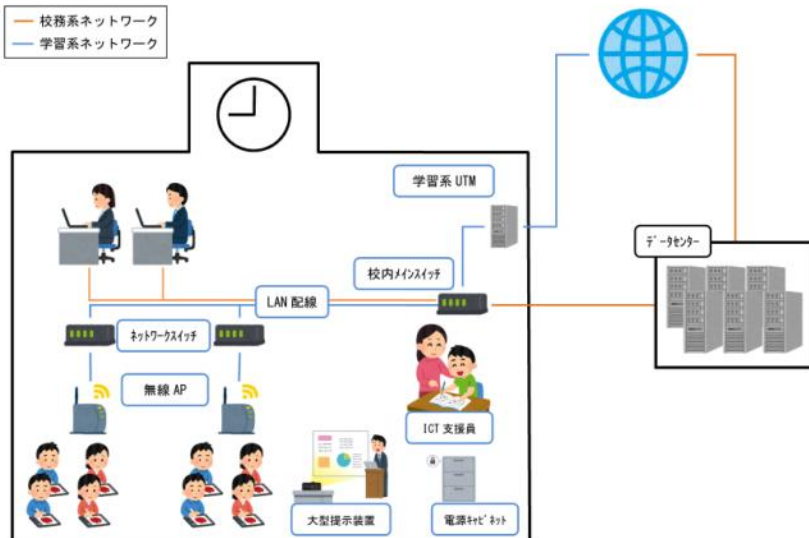 校務系ネットワーク
学習系ネットワーク
学習系 UTM
データセンター
校内メインスイッチ
LAN 配線
ネットワークスイッチ
無線 AP
ICT 支援員
大型提示装置
電源キャビネット